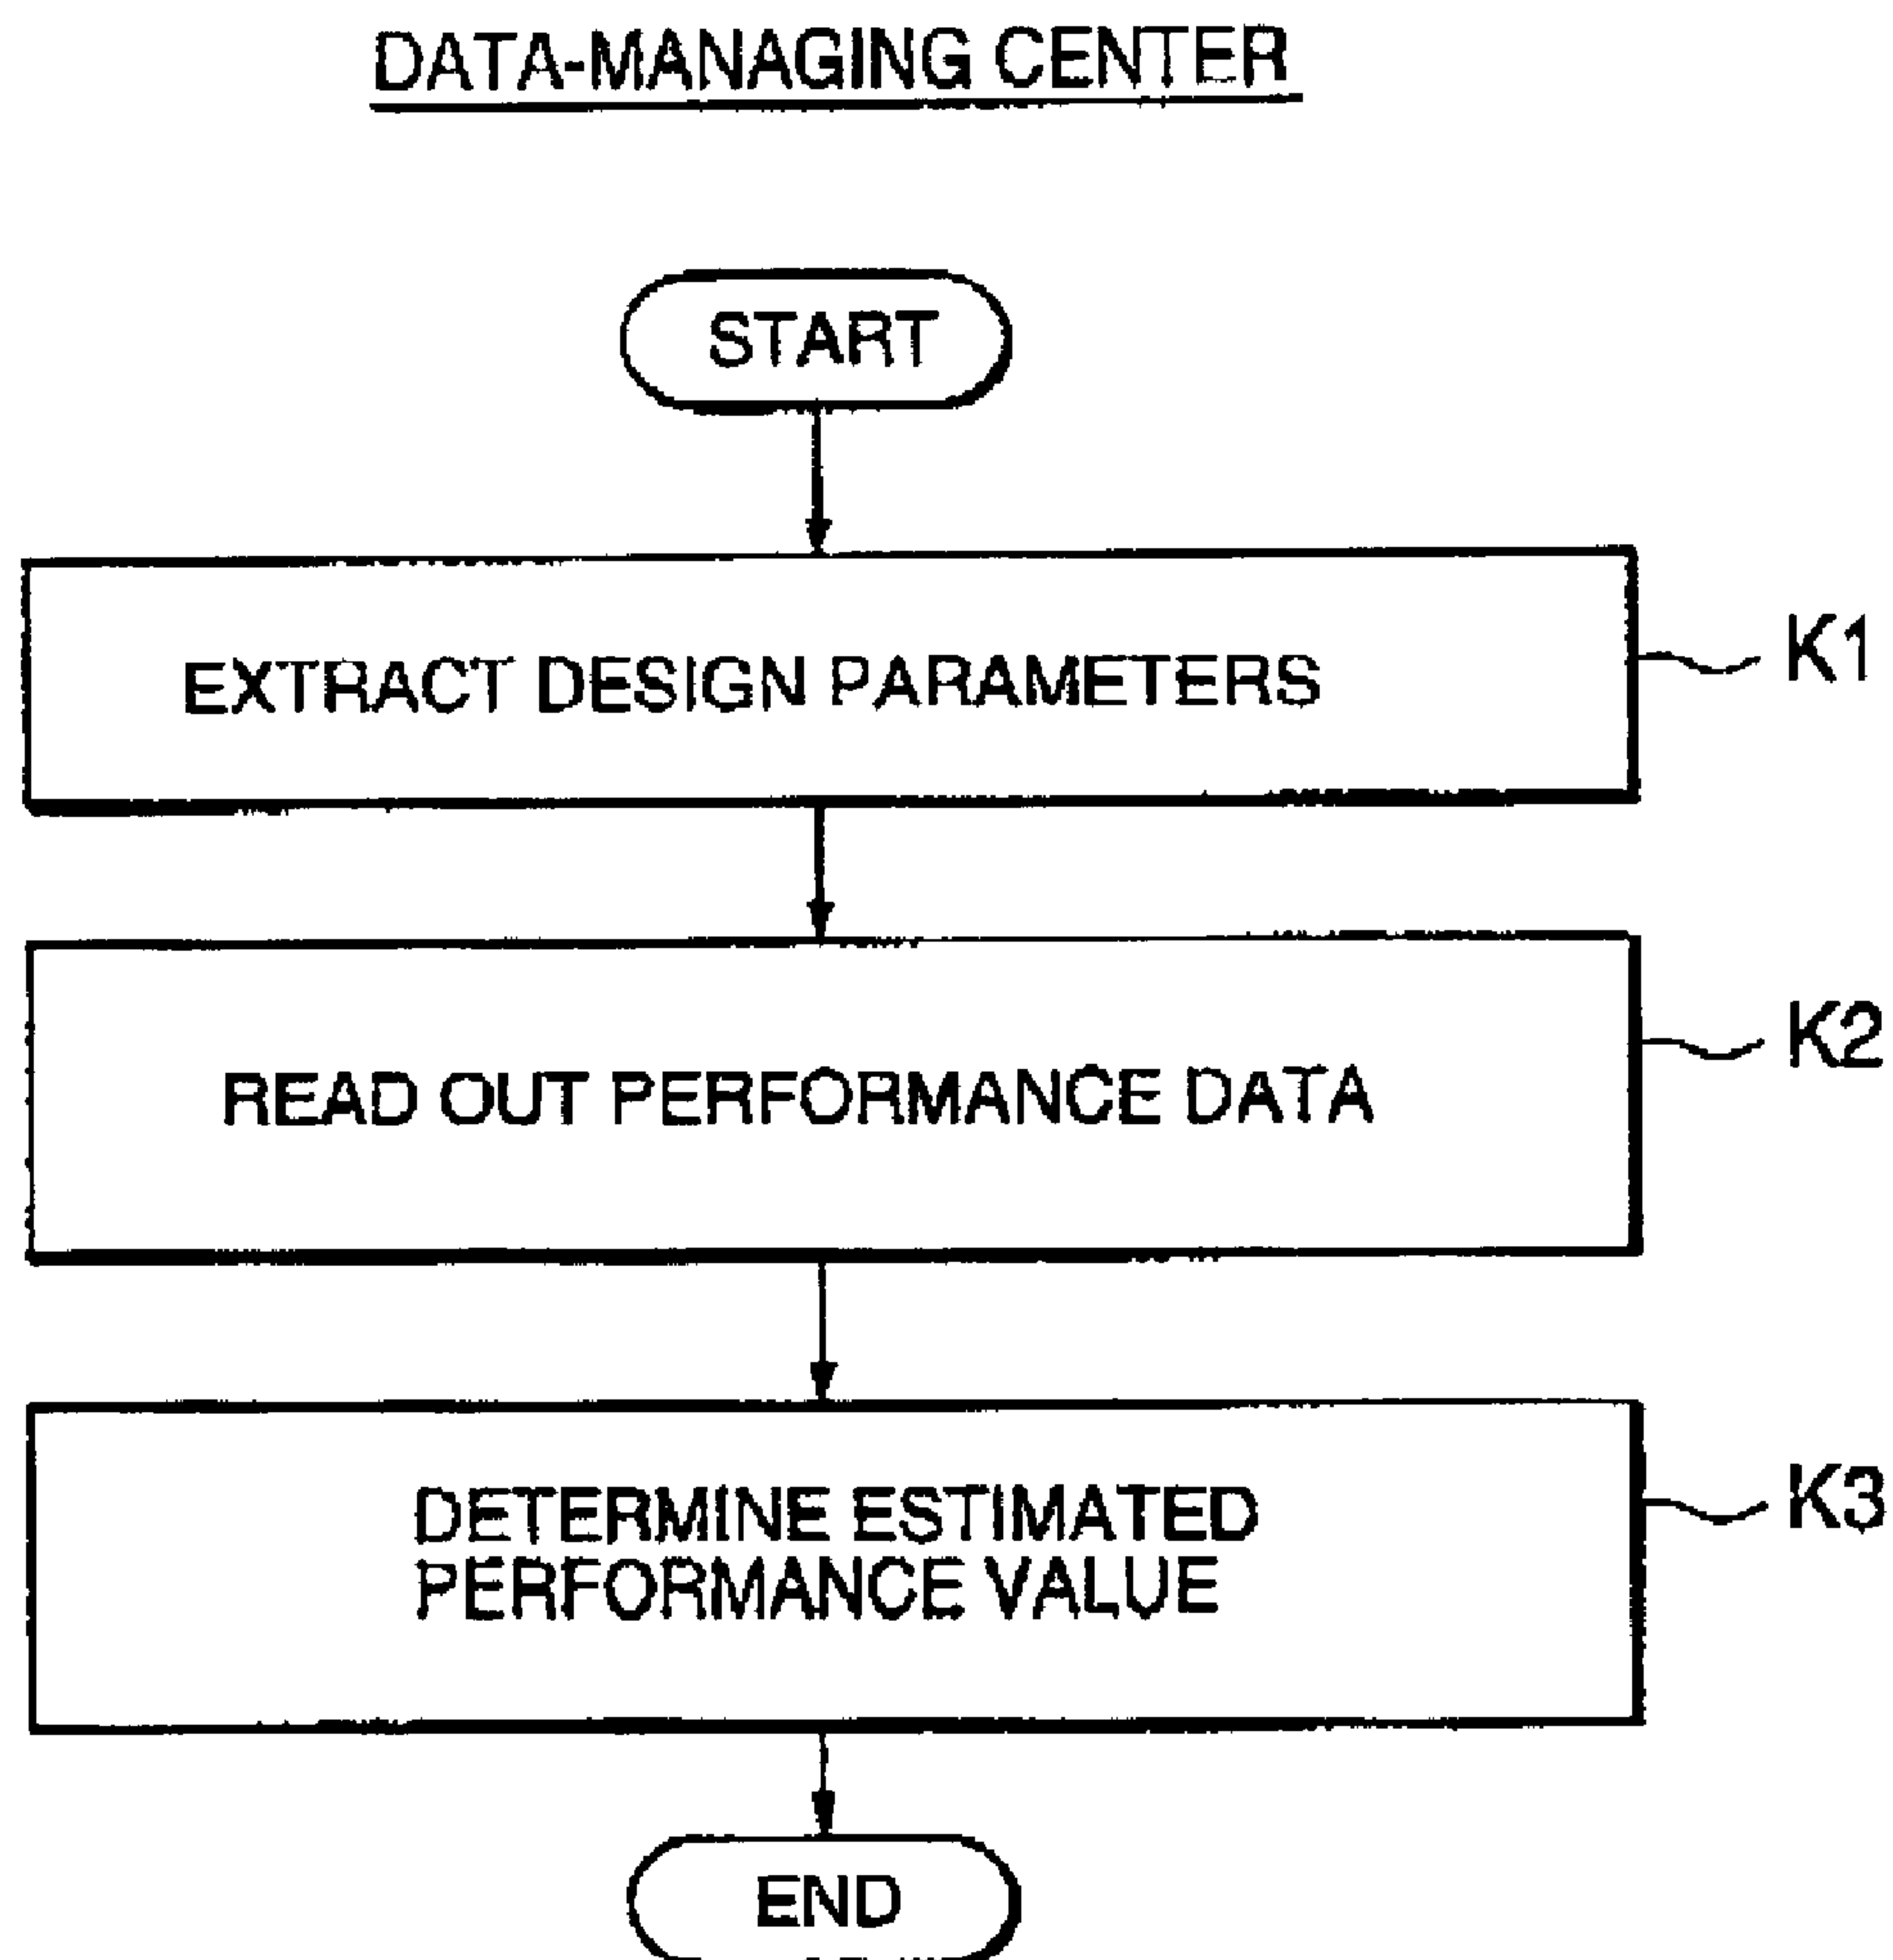 DATA-MANAGING CENTER
START
EXTRACT DESIGN PARAMETERS
K1
READ OUT PERFORMANCE DATA
K2
DETERMINE ESTIMATED
PERFORMANCE VALUE
K3
END